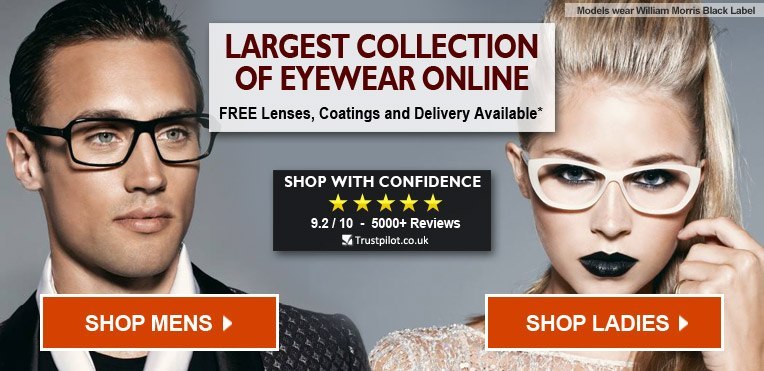 Models wear William Morris Black Label
LARGEST COLLECTION
OF EYEWEAR ONLINE
FREE Lenses, Coatings and Delivery Available*
SHOP WITH CONFIDENCE
9.2 / 10 - 5000+ Reviews
Trustpilot.co.uk
SHOP MENS
SHOP LADIES